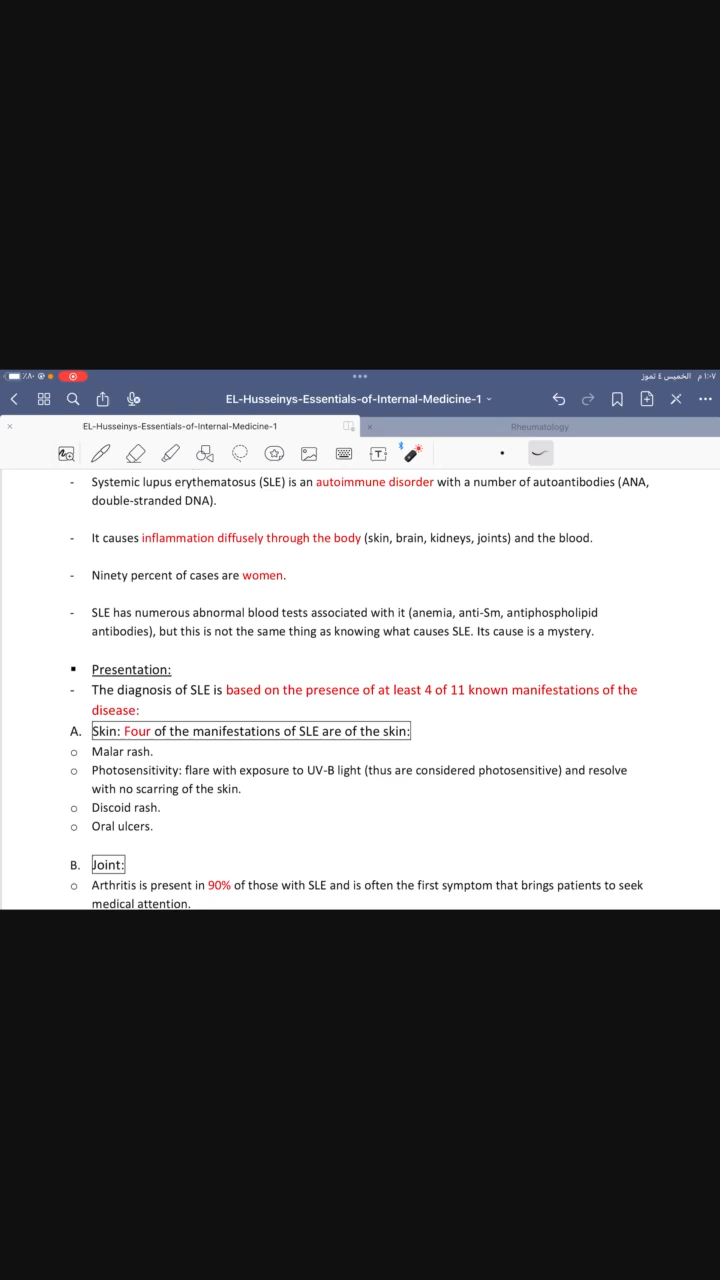 ٪٨٠
١:٠٧ م الخميس ٤ تموز
EL-Husseinys-Essentials-of-Internal-Medicine-1
EL-Husseinys-Essentials-of-Internal-Medicine-1
Rheumatology
- Systemic lupus erythematosus (SLE) is an autoimmune disorder with a number of autoantibodies (ANA,
double-stranded DNA).
- It causes inflammation diffusely through the body (skin, brain, kidneys, joints) and the blood.
- Ninety percent of cases are women.
- SLE has numerous abnormal blood tests associated with it (anemia, anti-Sm, antiphospholipid
antibodies), but this is not the same thing as knowing what causes SLE. Its cause is a mystery.
▪ Presentation:
- The diagnosis of SLE is based on the presence of at least 4 of 11 known manifestations of the
disease:
A. Skin: Four of the manifestations of SLE are of the skin:
o Malar rash.
o Photosensitivity: flare with exposure to UV-B light (thus are considered photosensitive) and resolve
with no scarring of the skin.
o Discoid rash.
o Oral ulcers.
B. Joint:
o Arthritis is present in 90% of those with SLE and is often the first symptom that brings patients to seek
medical attention.